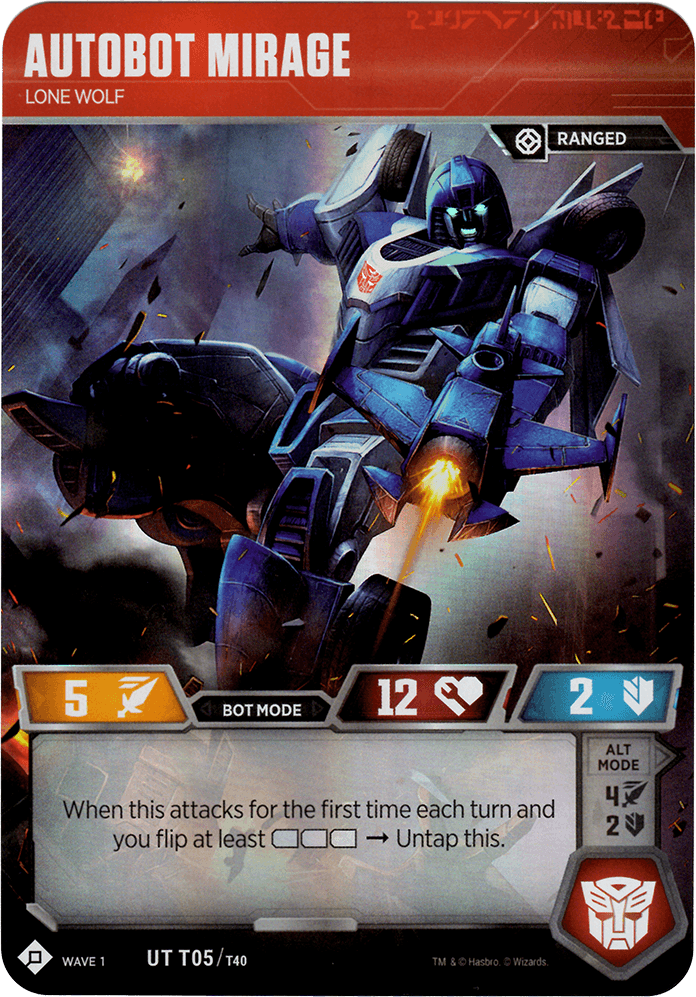 AUTOBOT MIRAGE
LONE WOLF
RANGED
5
BOT MODE
12
2
When this attacks for the first time each turn and
you flip at least → Untap this.
ALT
MODE
4
2
WAVE 1
UT T05/T40
TM & © Hasbro. © Wizards.